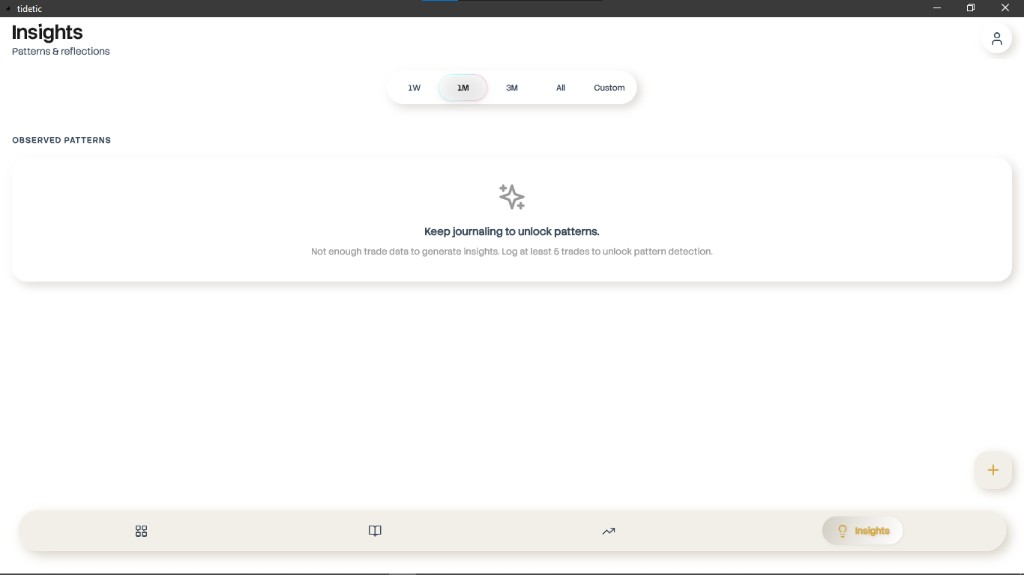 tidetic
Insights
Patterns & reflections
1W 1M 3M All Custom
OBSERVED PATTERNS
Keep journaling to unlock patterns.
Not enough trade data to generate insights. Log at least 5 trades to unlock pattern detection.
Insights